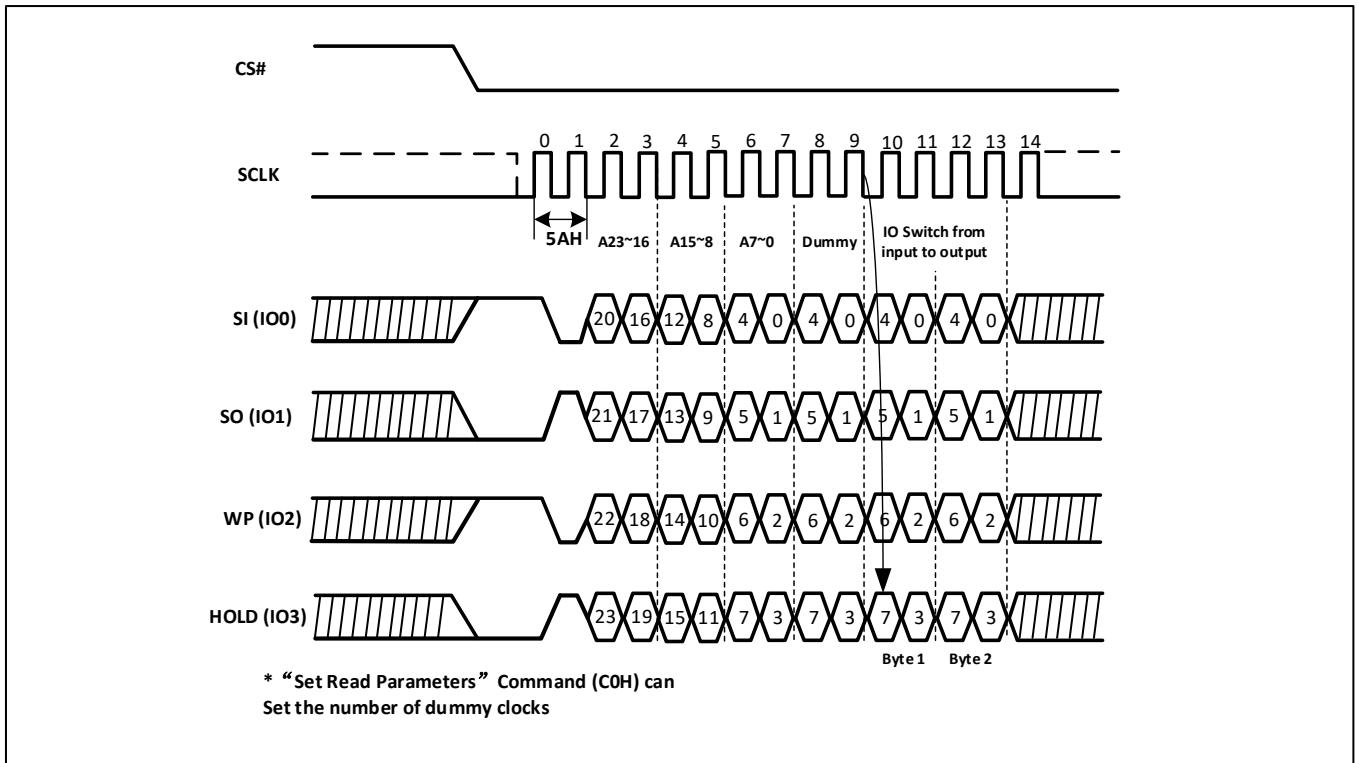 CS#
0 1 2 3 4 5 6 7 8 9 10 11 12 13 14
SCLK
5AH A23~16 A15~8 A7~0 Dummy IO Switch from
input to output
SI (IO0) 20 16 12 8 4 0 4 0 4 0 4 0
SO (IO1) 21 17 13 9 5 1 5 1 5 1 5 1
WP (IO2) 22 18 14 10 6 2 6 2 6 2 6 2
HOLD (IO3) 23 19 15 11 7 3 7 3 7 3 7 3
Byte 1 Byte 2
* “Set Read Parameters” Command (C0H) can
Set the number of dummy clocks